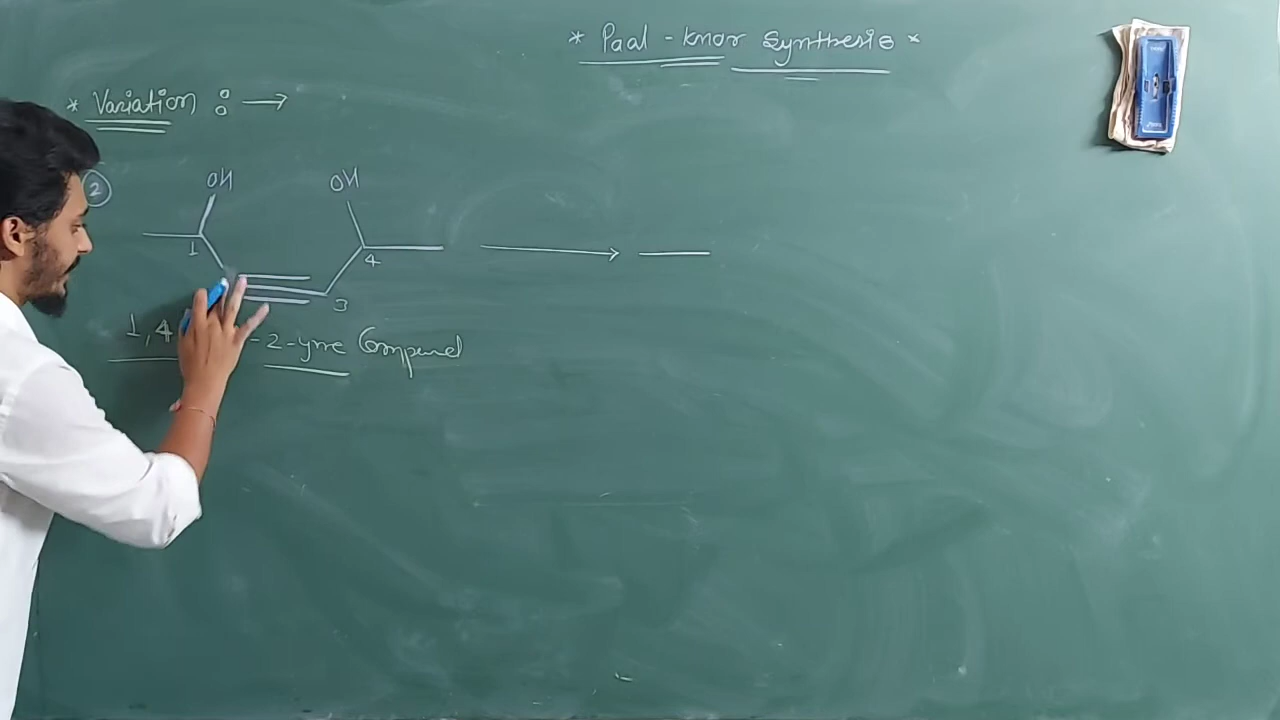 * Paal - Knor Synthesis *
* Variation : →
2
OH OH
1 4
3
1,4 -2-yne Compound